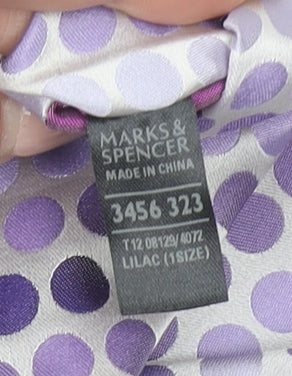 MARKS &
SPENCER
MADE IN CHINA
3456 323
T12 08129/4072
LILAC (1SIZE)